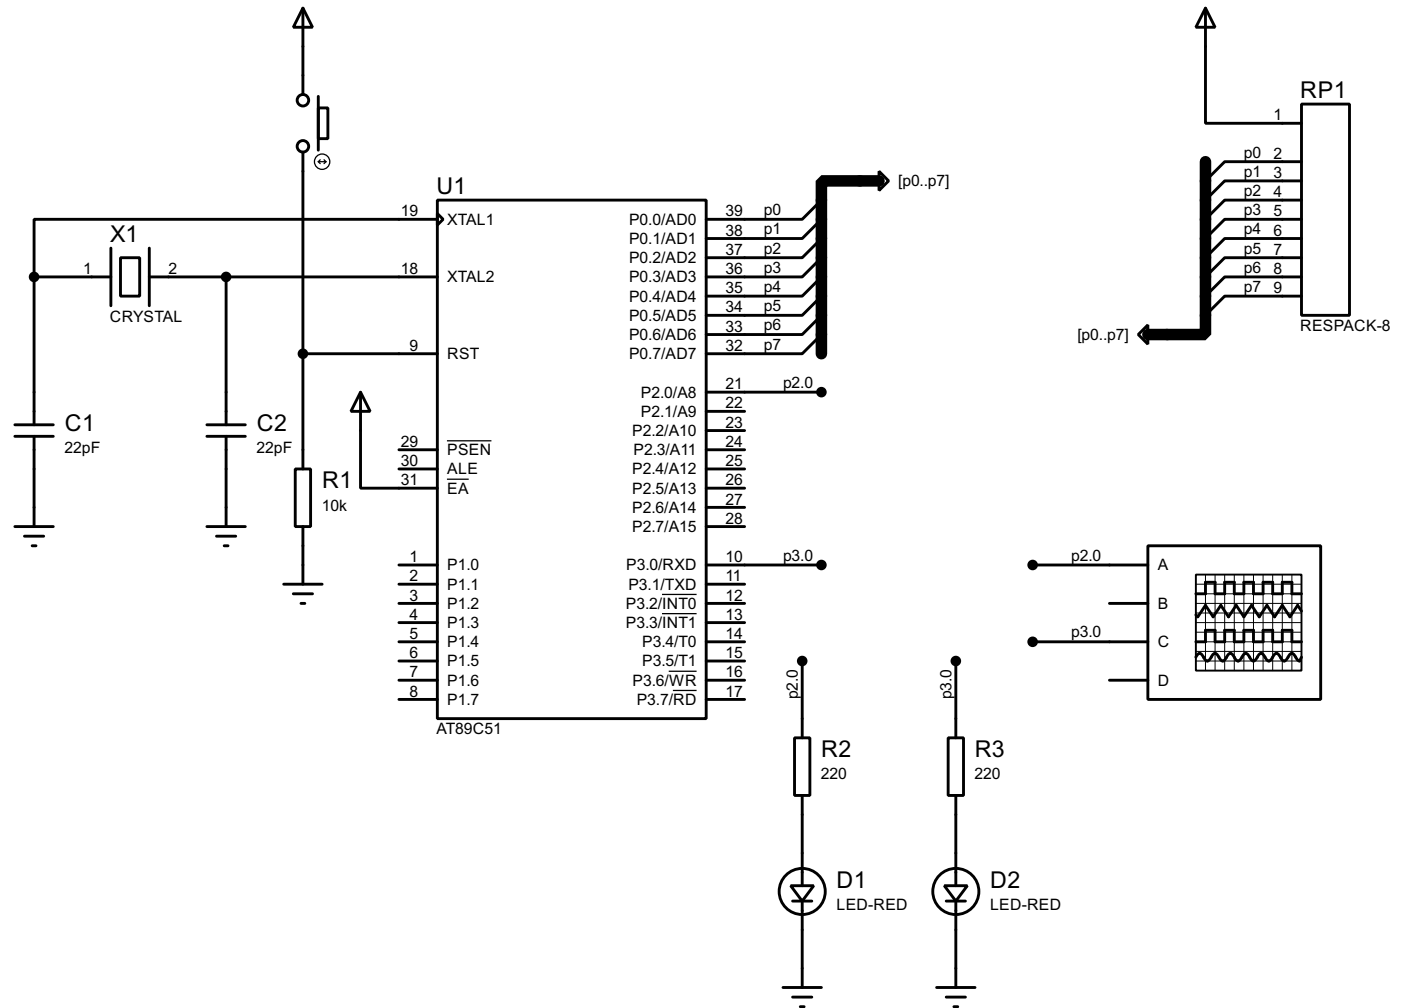 RP1
1
p0 2
p1 3
p2 4
p3 5
p4 6
p5 7
p6 8
p7 9
RESPACK-8
[p0..p7]
[p0..p7]
U1
19 XTAL1
18 XTAL2
9 RST
29 PSEN
30 ALE
31 EA
1 P1.0
2 P1.1
3 P1.2
4 P1.3
5 P1.4
6 P1.5
7 P1.6
8 P1.7
P0.0/AD0 39 p0
P0.1/AD1 38 p1
P0.2/AD2 37 p2
P0.3/AD3 36 p3
P0.4/AD4 35 p4
P0.5/AD5 34 p5
P0.6/AD6 33 p6
P0.7/AD7 32 p7
P2.0/A8 21 p2.0
P2.1/A9 22
P2.2/A10 23
P2.3/A11 24
P2.4/A12 25
P2.5/A13 26
P2.6/A14 27
P2.7/A15 28
P3.0/RXD 10 p3.0
P3.1/TXD 11
P3.2/INT0 12
P3.3/INT1 13
P3.4/T0 14
P3.5/T1 15
P3.6/WR 16
P3.7/RD 17
AT89C51
X1
1 2
CRYSTAL
C1
22pF
C2
22pF
R1
10k
p2.0 A
B
p3.0 C
D
p2.0
R2
220
D1
LED-RED
p3.0
R3
220
D2
LED-RED